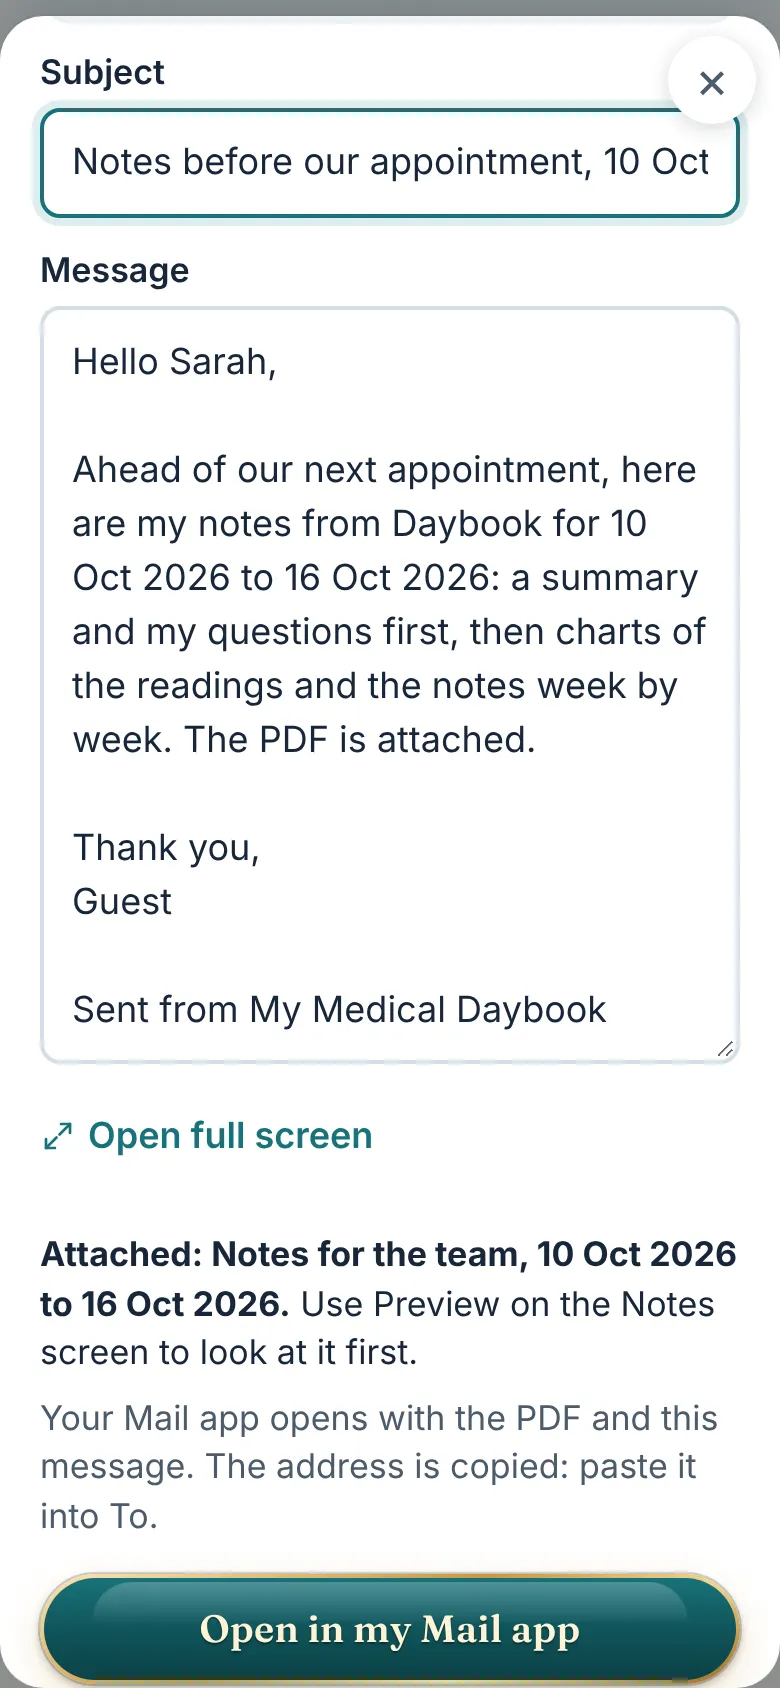 Subject
Notes before our appointment, 10 Oct
Message
Hello Sarah,
Ahead of our next appointment, here
are my notes from Daybook for 10
Oct 2026 to 16 Oct 2026: a summary
and my questions first, then charts of
the readings and the notes week by
week. The PDF is attached.
Thank you,
Guest
Sent from My Medical Daybook
Open full screen
Attached: Notes for the team, 10 Oct 2026
to 16 Oct 2026. Use Preview on the Notes
screen to look at it first.
Your Mail app opens with the PDF and this
message. The address is copied: paste it
into To.
Open in my Mail app